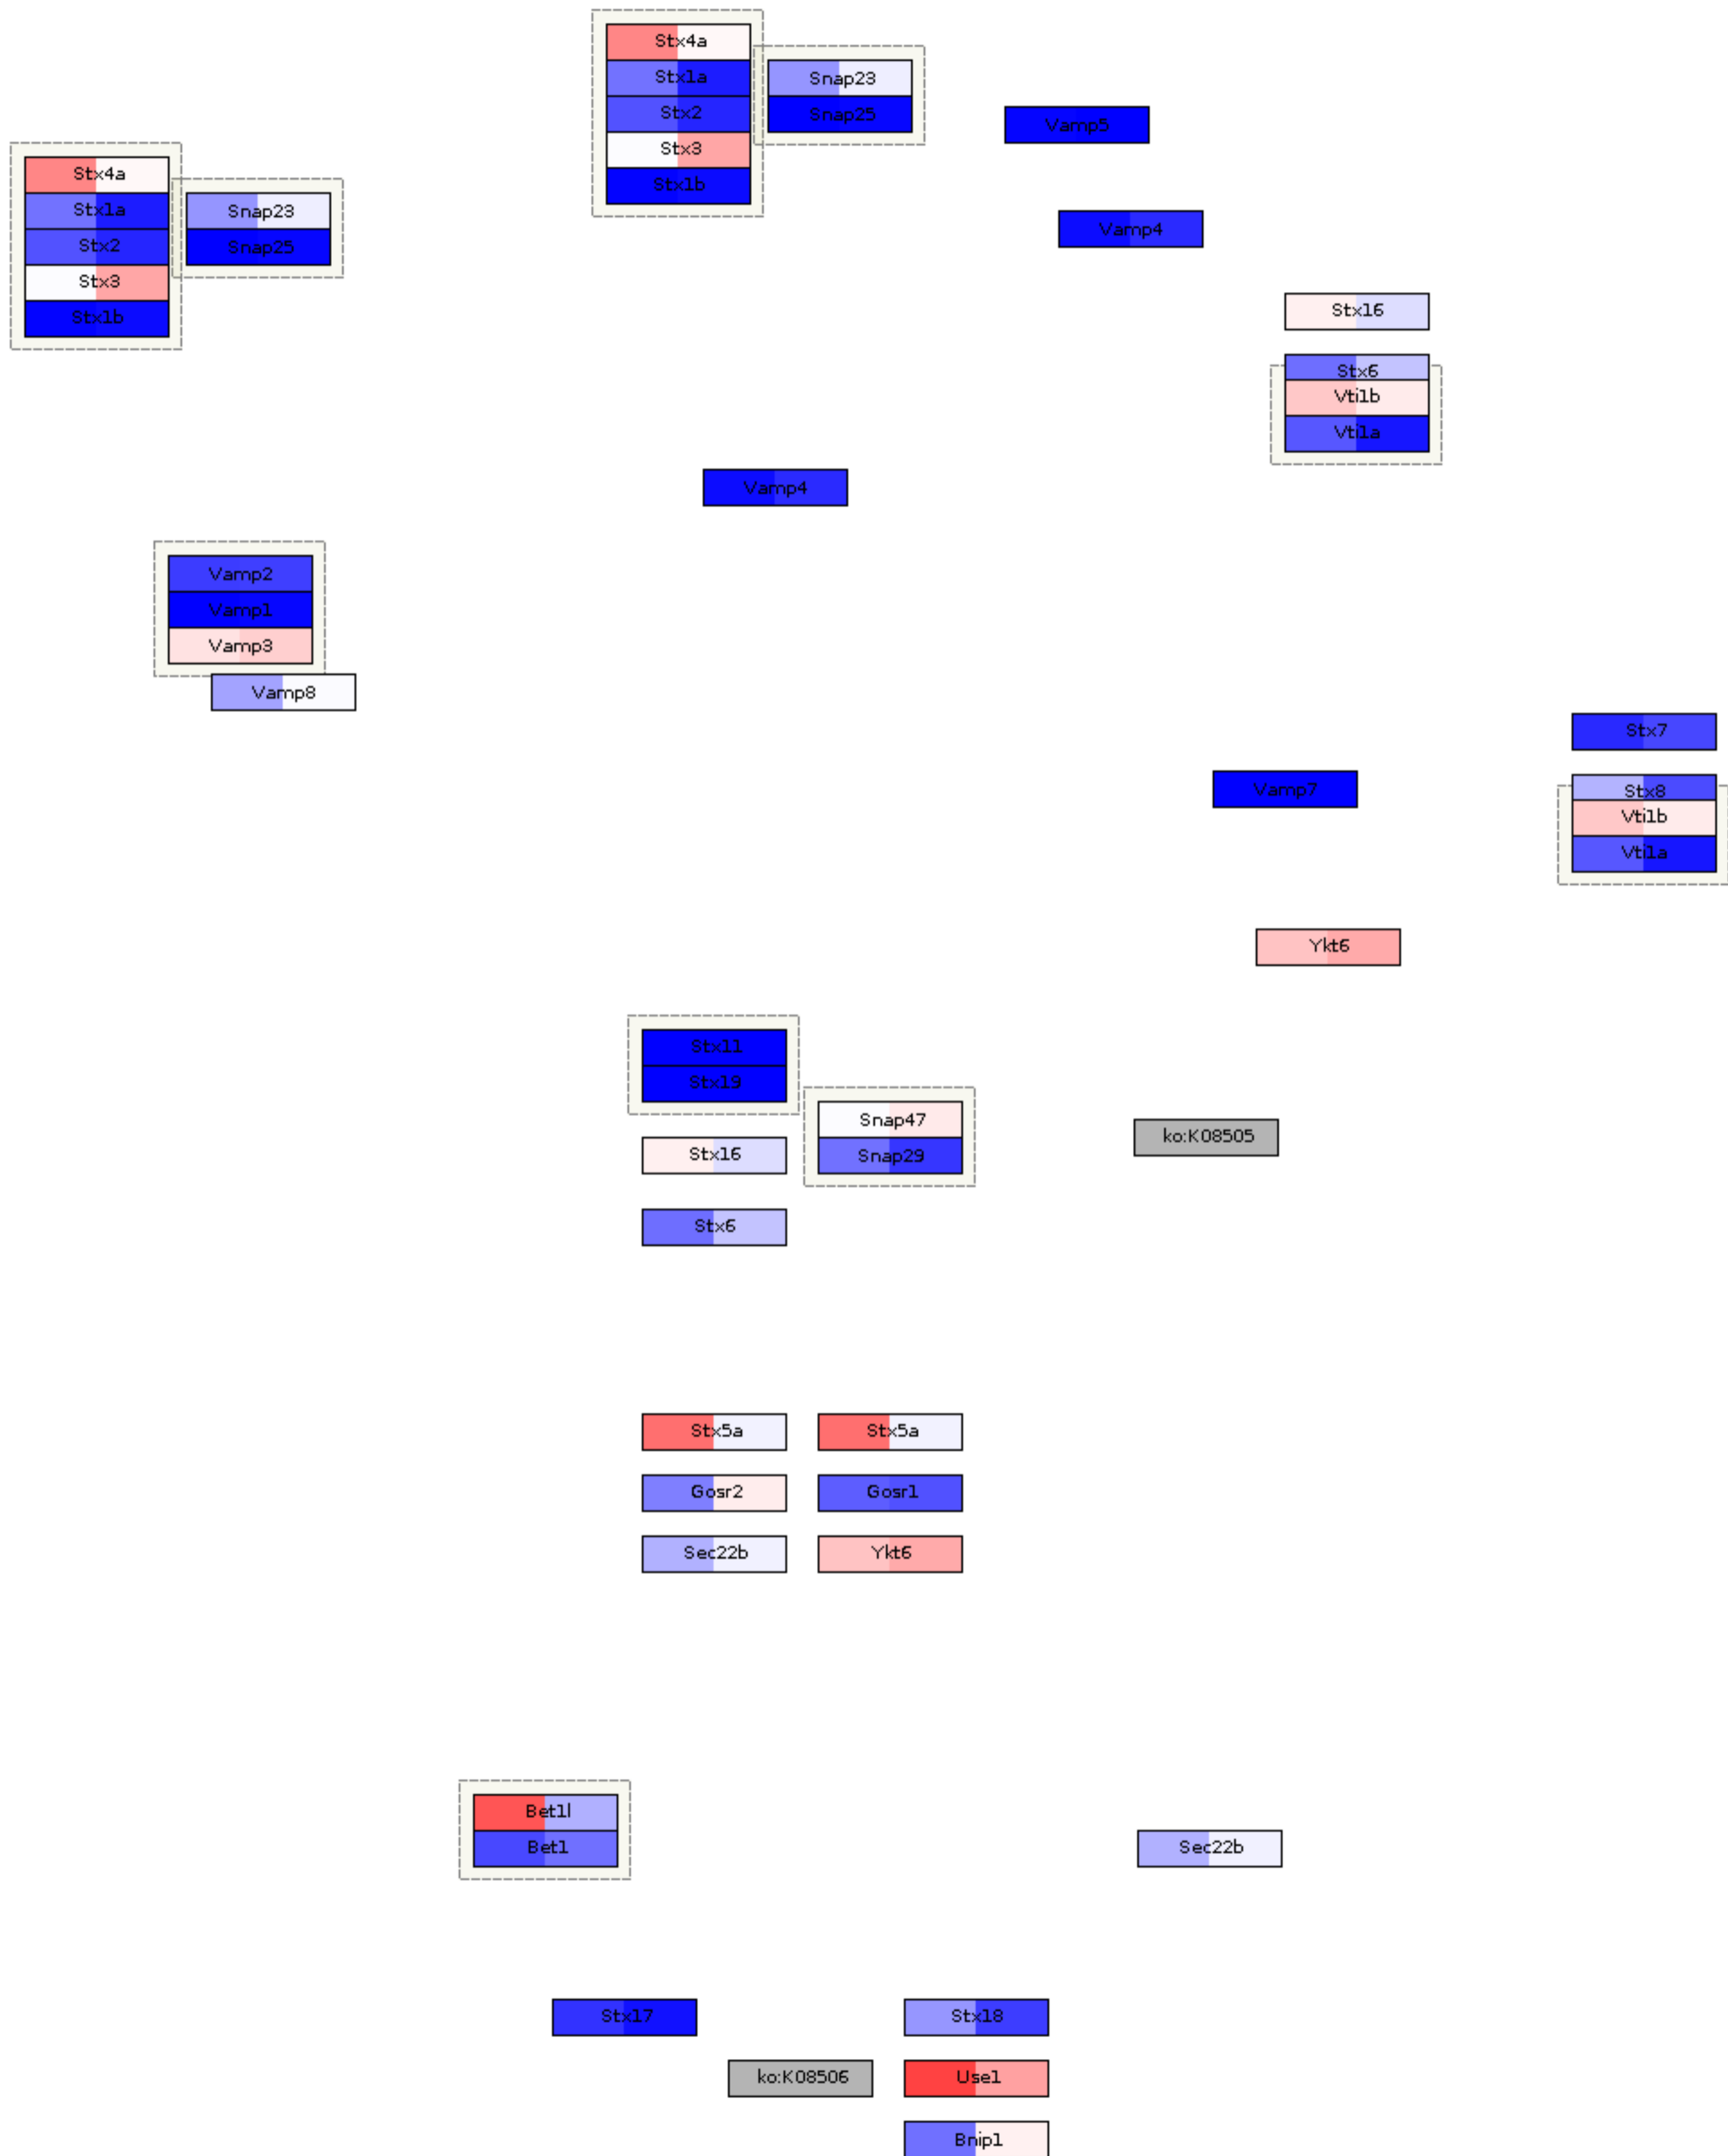 Stx4a
Stx1a
Stx2
Stx3
Stx1b
Snap23
Snap25
Vamp5
Stx4a
Stx1a
Stx2
Stx3
Stx1b
Snap23
Snap25
Vamp4
Stx16
Stx6
Vti1b
Vti1a
Vamp4
Vamp2
Vamp1
Vamp3
Vamp8
Stx7
Stx8
Vti1b
Vti1a
Vamp7
Ykt6
Stx11
Stx19
Snap47
Snap29
ko:K08505
Stx16
Stx6
Stx5a
Stx5a
Gosr2
Gosr1
Sec22b
Ykt6
Bet1l
Bet1
Sec22b
Stx17
Stx18
ko:K08506
Use1
Bnip1